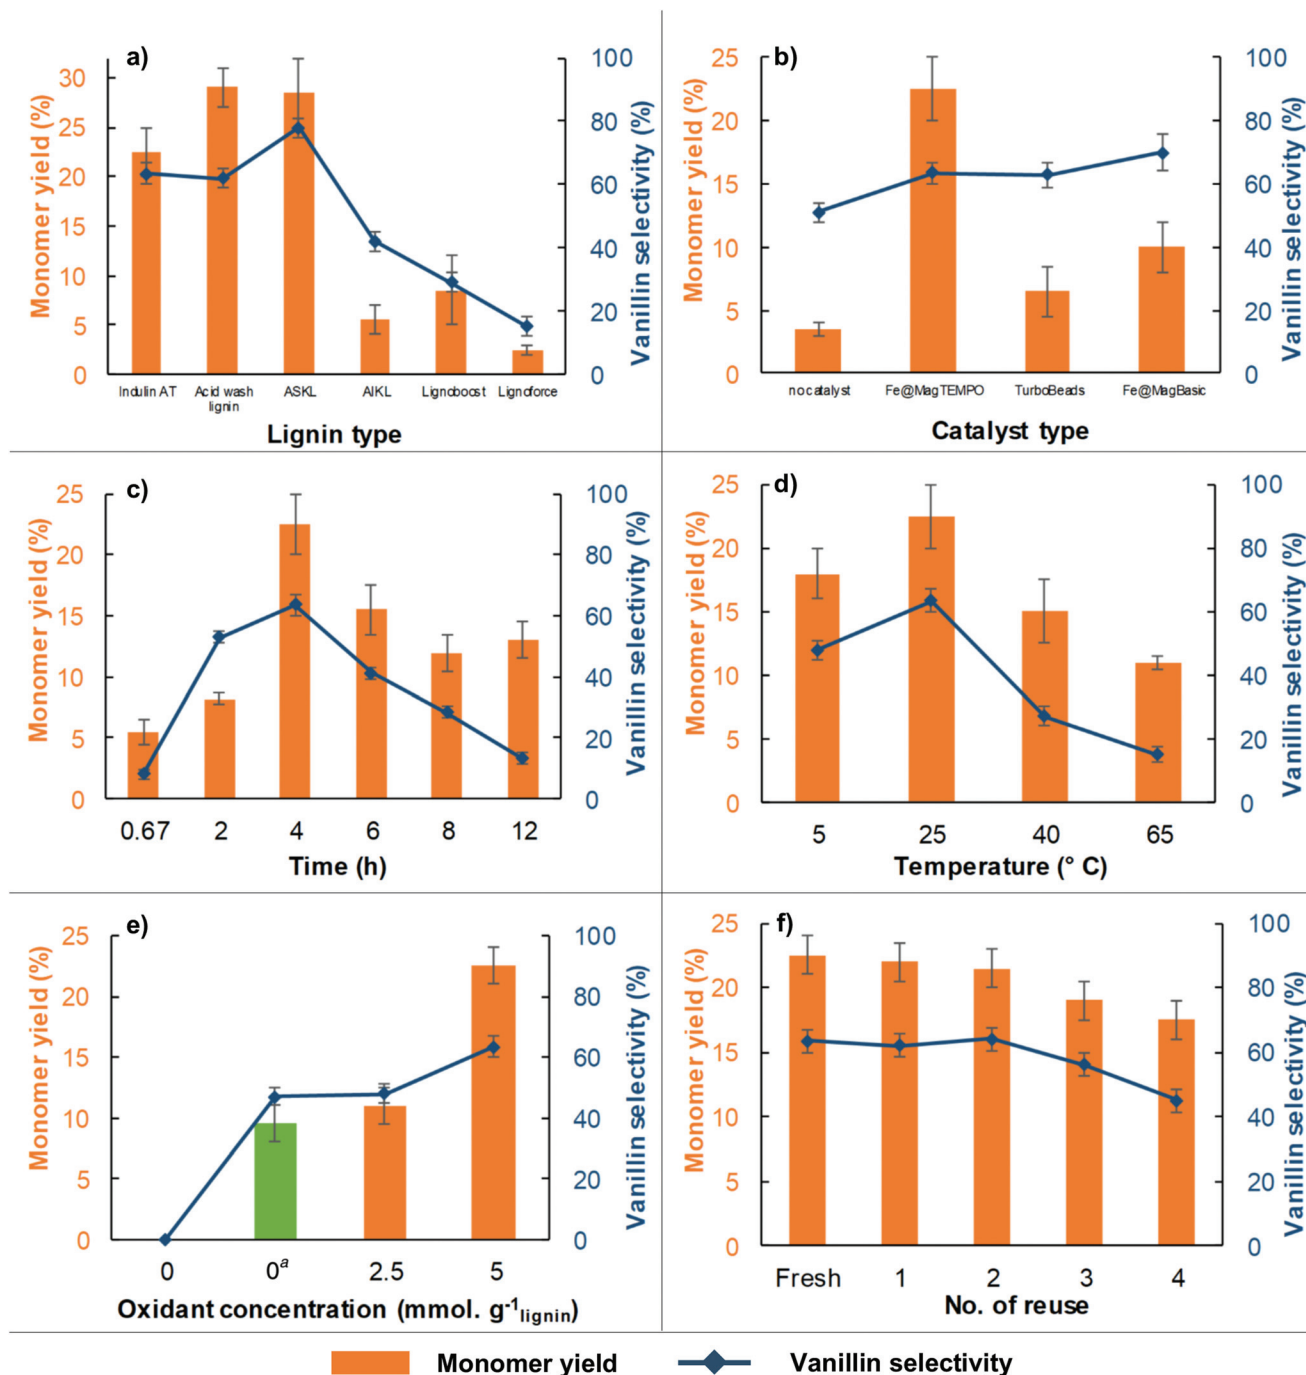 a)
Monomer yield (%)
30
25
20
15
10
5
0
100
80
60
40
20
0
Vanillin selectivity (%)
Indulin AT
Acid wash
lignin
ASKL
AIKL
Lignoboost
Lignoforce
Lignin type
b)
Monomer yield (%)
25
20
15
10
5
0
100
80
60
40
20
0
Vanillin selectivity (%)
no catalyst
Fe@MagTEMPO
TurboBeads
Fe@MagBasic
Catalyst type
c)
Monomer yield (%)
25
20
15
10
5
0
100
80
60
40
20
0
Vanillin selectivity (%)
0.67 2 4 6 8 12
Time (h)
d)
Monomer yield (%)
25
20
15
10
5
0
100
80
60
40
20
0
Vanillin selectivity (%)
5 25 40 65
Temperature (° C)
e)
Monomer yield (%)
25
20
15
10
5
0
100
80
60
40
20
0
Vanillin selectivity (%)
0 0ᵃ 2.5 5
Oxidant concentration (mmol. g⁻¹lignin)
f)
Monomer yield (%)
25
20
15
10
5
0
100
80
60
40
20
0
Vanillin selectivity (%)
Fresh 1 2 3 4
No. of reuse
Monomer yield
Vanillin selectivity